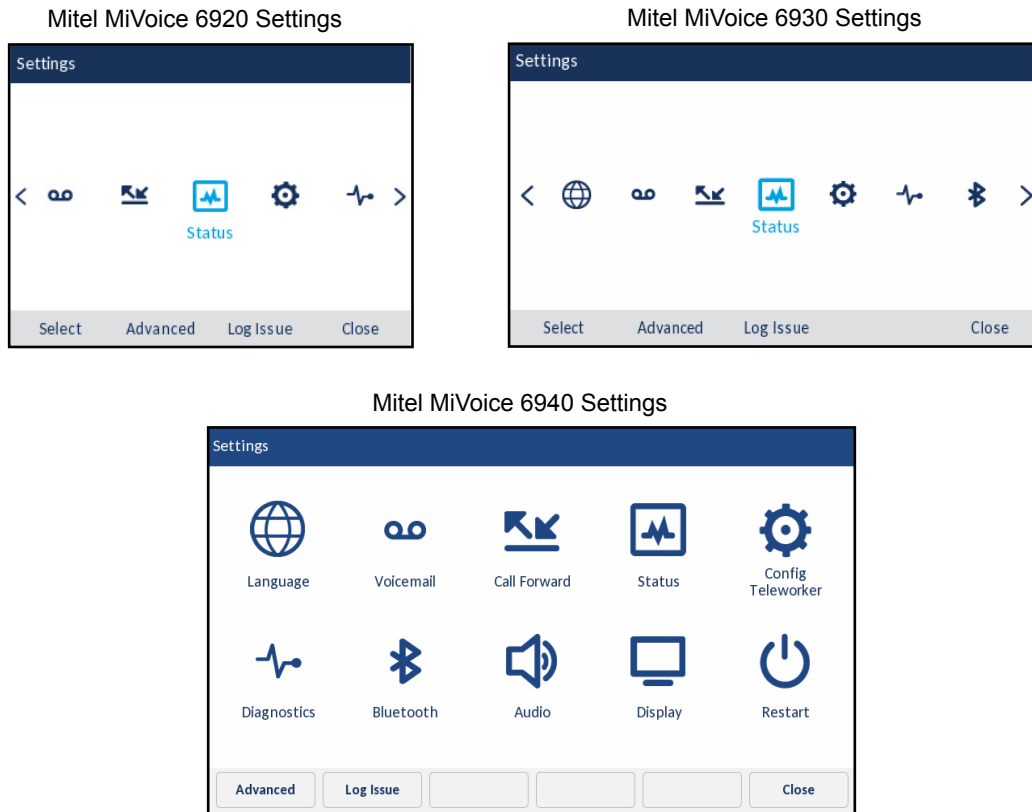 Mitel MiVoice 6920 Settings
Mitel MiVoice 6930 Settings
Settings
Status
Select Advanced Log Issue Close
Settings
Status
Select Advanced Log Issue Close
Mitel MiVoice 6940 Settings
Settings
Language Voicemail Call Forward Status Config
Teleworker
Diagnostics Bluetooth Audio Display Restart
Advanced Log Issue Close